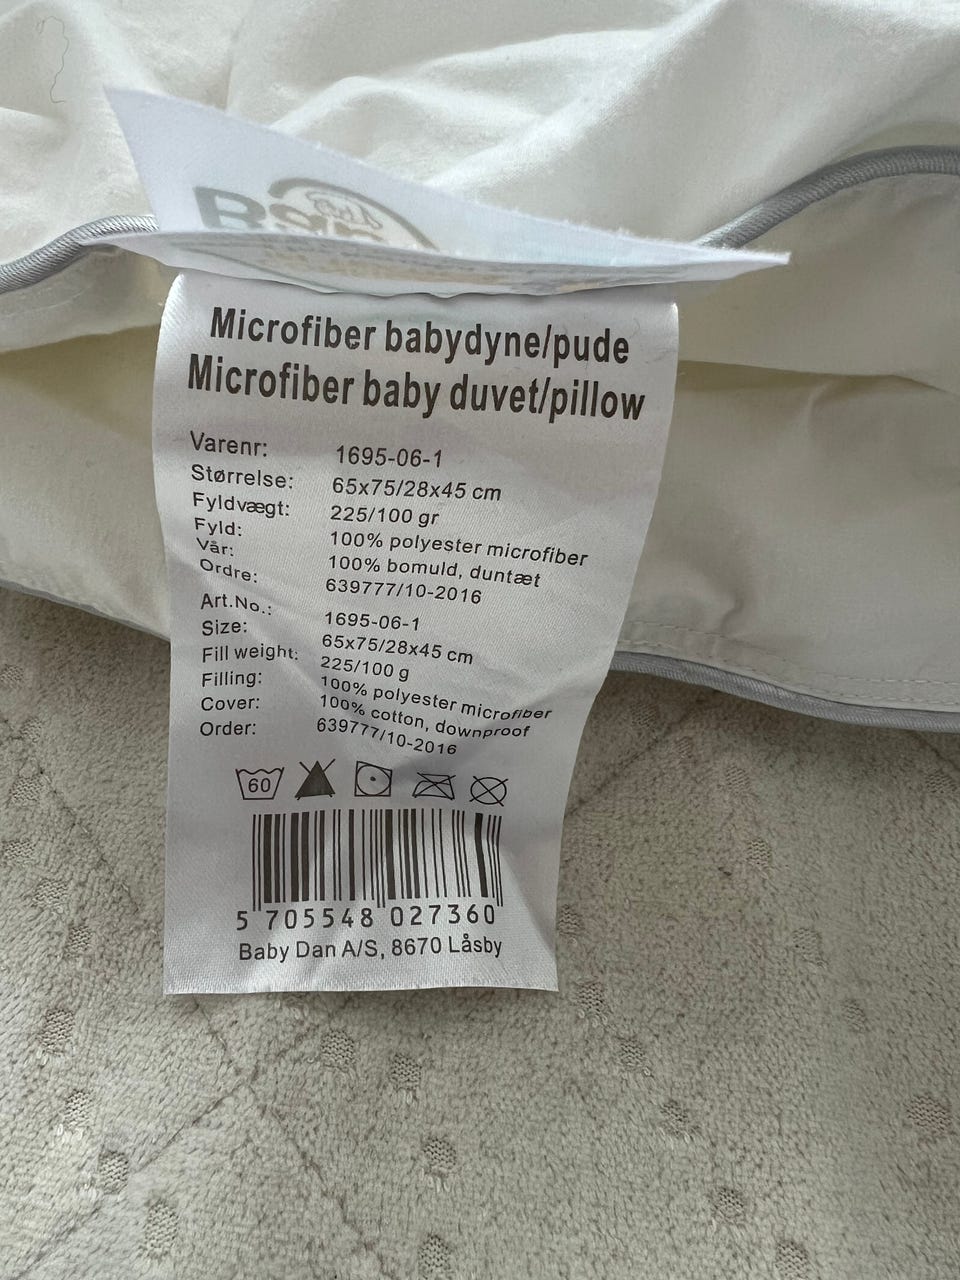 Microfiber babydyne/pude
Microfiber baby duvet/pillow
Varenr: 1695-06-1
Størrelse: 65x75/28x45 cm
Fyldvægt: 225/100 gr
Fyld: 100% polyester microfiber
Vår: 100% bomuld, duntæt
Ordre: 639777/10-2016
Art.No.: 1695-06-1
Size: 65x75/28x45 cm
Fill weight: 225/100 g
Filling: 100% polyester microfiber
Cover: 100% cotton, downproof
Order: 639777/10-2016
60
5 705548 027360
Baby Dan A/S, 8670 Låsby